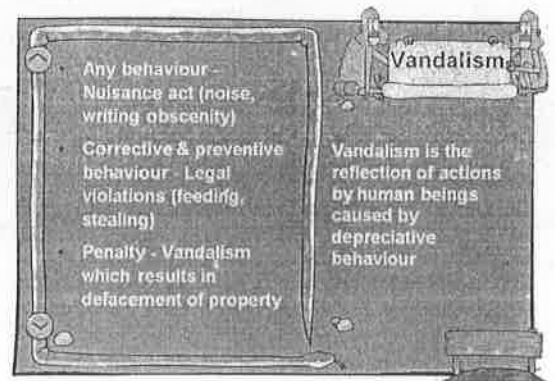 Vandalism
Any behaviour -
Nuisance act (noise,
writing obscenity)
Corrective & preventive
behaviour - Legal
violations (feeding,
stealing)
Penalty - Vandalism
which results in
defacement of property
Vandalism is the
reflection of actions
by human beings
caused by
depreciative
behaviour